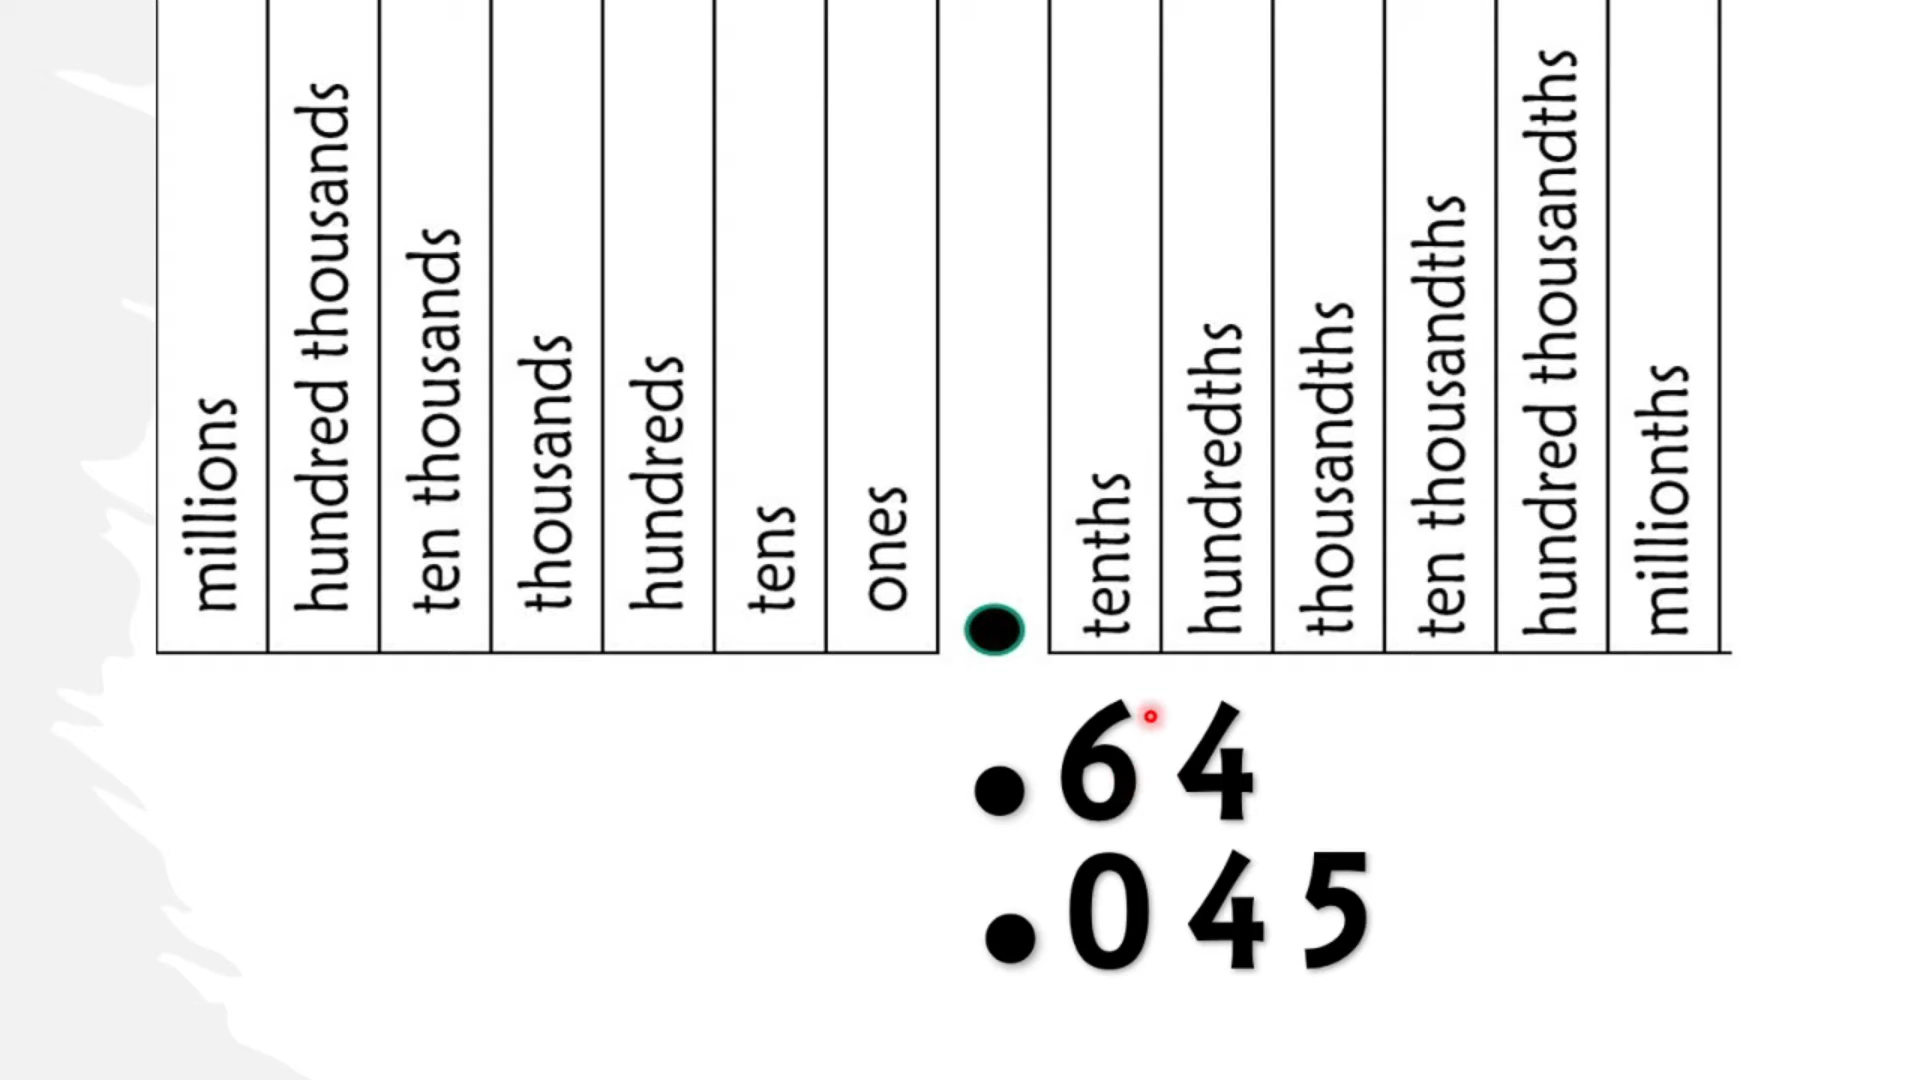 millions
hundred thousands
ten thousands
thousands
hundreds
tens
ones
.
tenths
hundredths
thousandths
ten thousandths
hundred thousandths
millionths
.64
.045